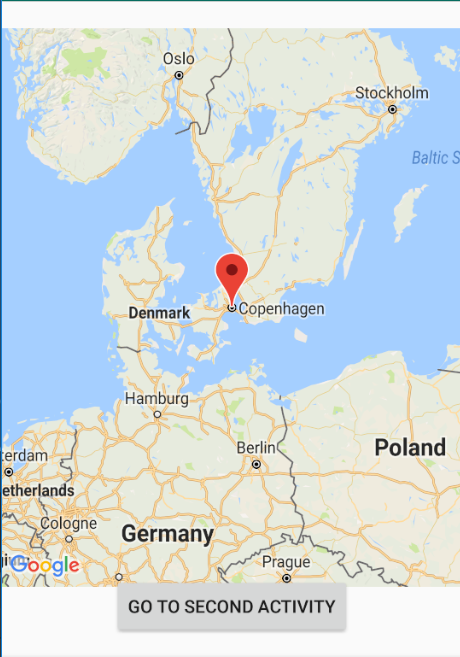 Oslo
Stockholm
Baltic S
Copenhagen
Denmark
Hamburg
Berlin
terdam
Poland
etherlands
Cologne
Germany
Prague
Google
GO TO SECOND ACTIVITY